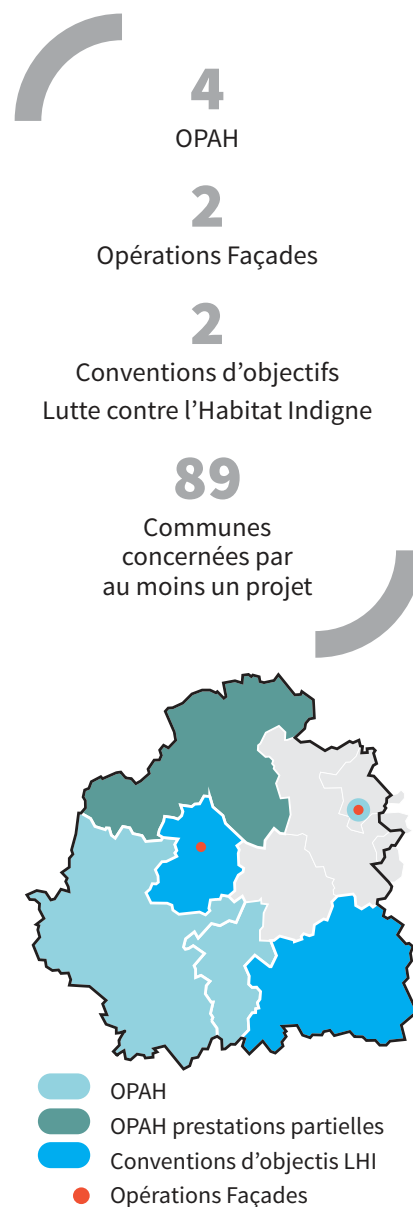 4
OPAH
2
Opérations Façades
2
Conventions d'objectifs
Lutte contre l'Habitat Indigne
89
Communes
concernées par
au moins un projet
OPAH
OPAH prestations partielles
Conventions d'objectis LHI
Opérations Façades